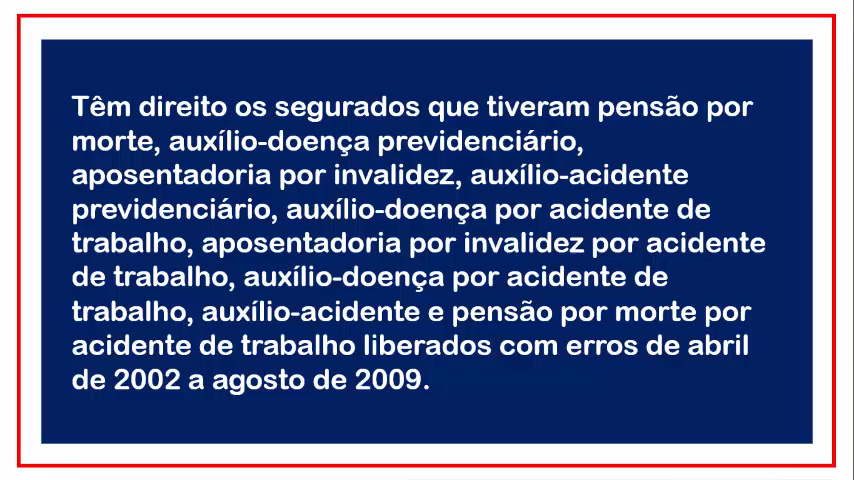 Têm direito os segurados que tiveram pensão por
morte, auxílio-doença previdenciário,
aposentadoria por invalidez, auxílio-acidente
previdenciário, auxílio-doença por acidente de
trabalho, aposentadoria por invalidez por acidente
de trabalho, auxílio-doença por acidente de
trabalho, auxílio-acidente e pensão por morte por
acidente de trabalho liberados com erros de abril
de 2002 a agosto de 2009.